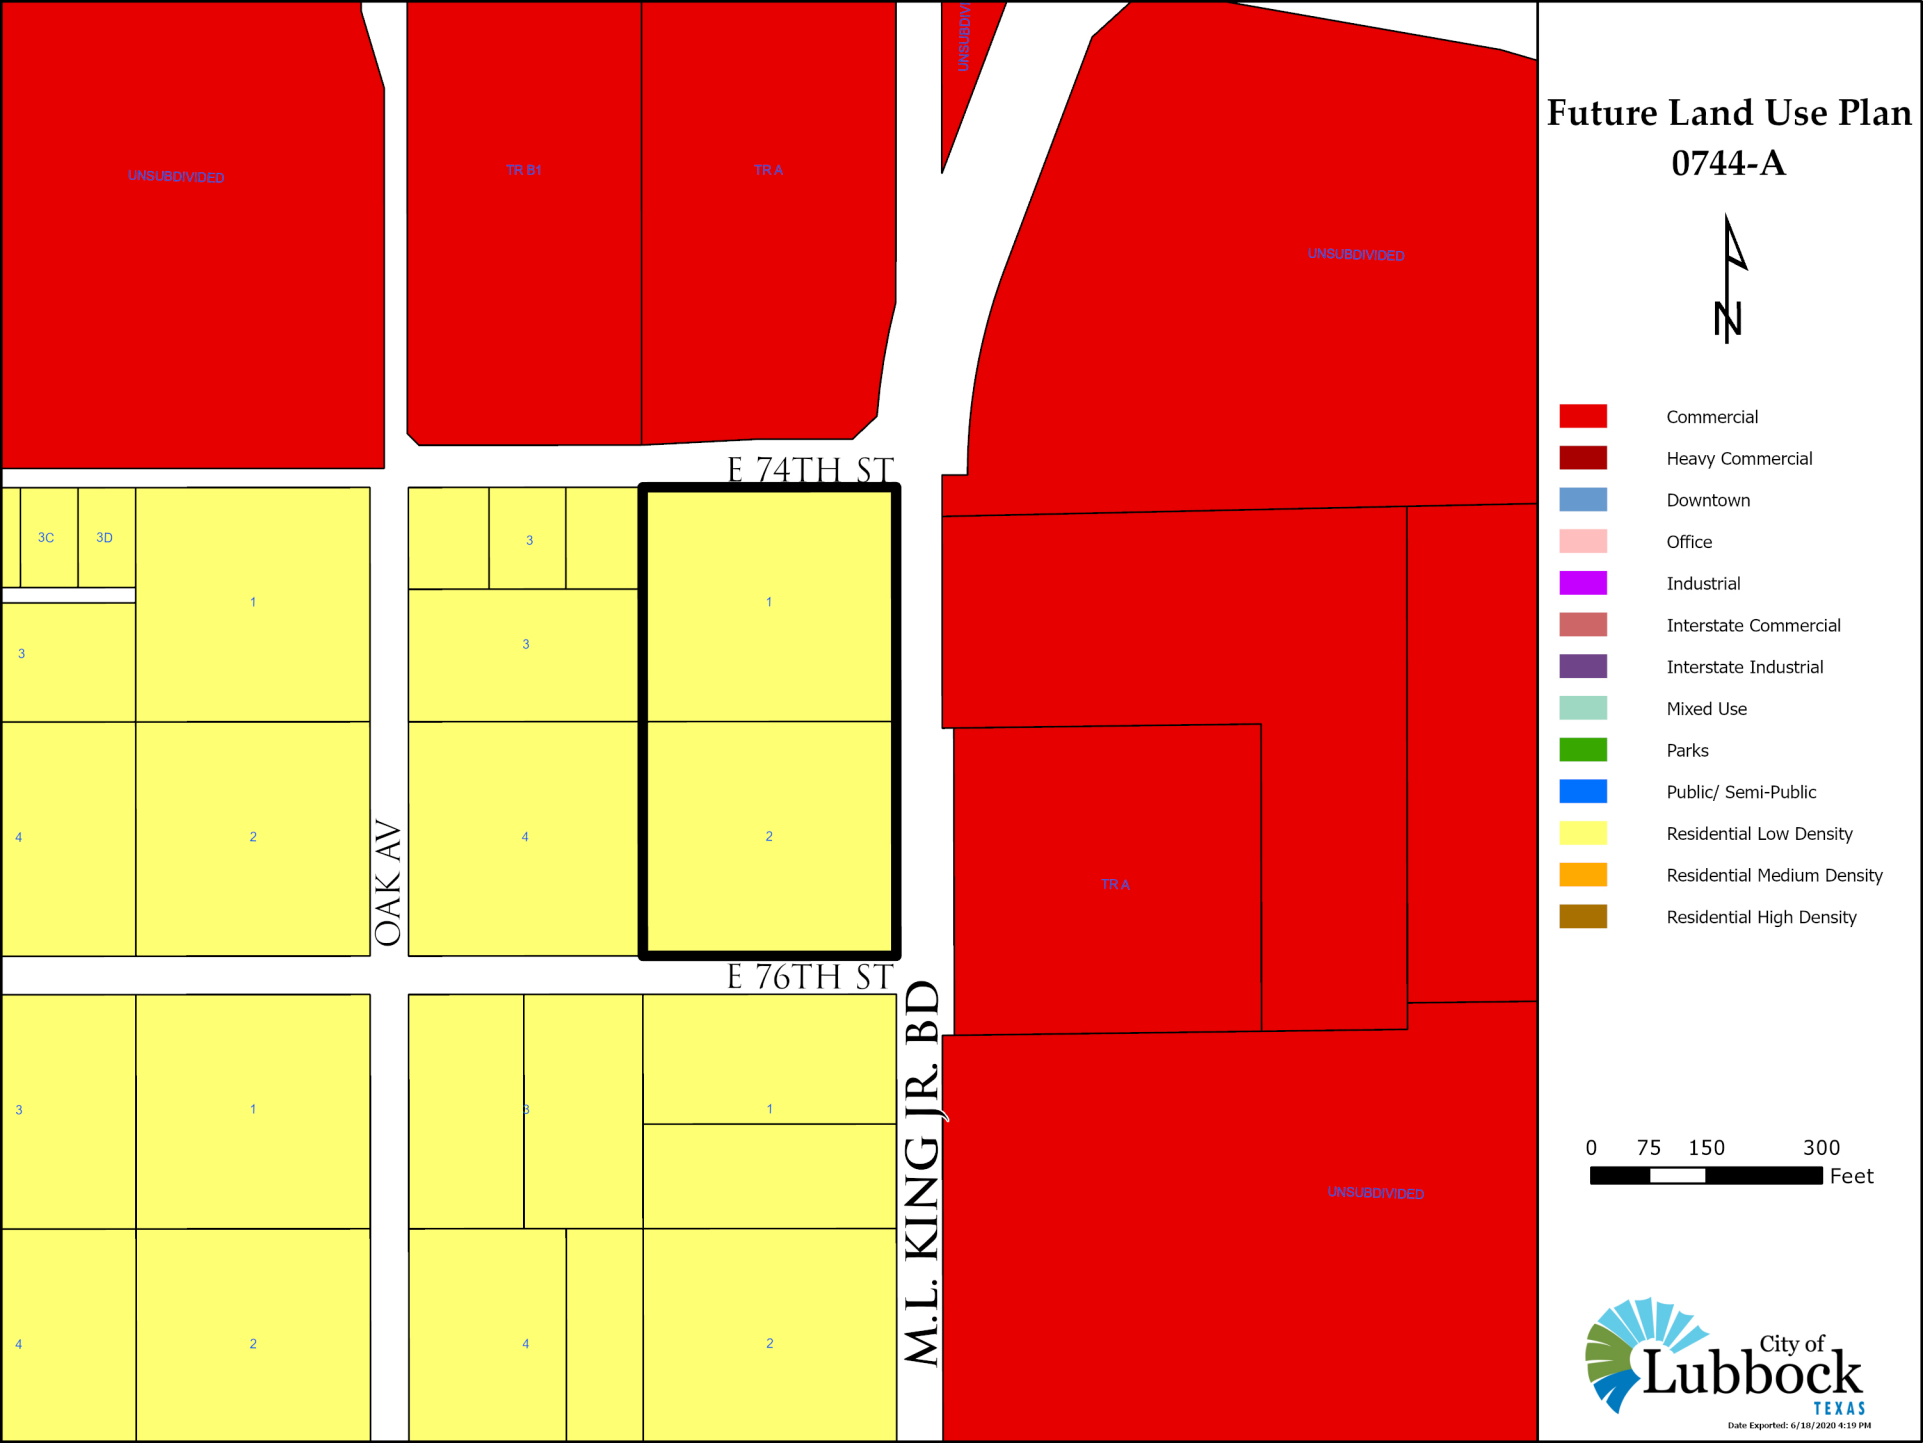 UNSUBDIVIDED
TR B1
TR A
UNSUBDIVI
UNSUBDIVIDED
E 74TH ST
3C
3D
1
3
3
1
3
4
2
4
2
TR A
OAK AV
E 76TH ST
M.L. KING JR. BD
3
1
3
1
UNSUBDIVIDED
4
2
4
2
Future Land Use Plan
0744-A
N
Commercial
Heavy Commercial
Downtown
Office
Industrial
Interstate Commercial
Interstate Industrial
Mixed Use
Parks
Public/ Semi-Public
Residential Low Density
Residential Medium Density
Residential High Density
0 75 150 300
Feet
City of
Lubbock
TEXAS
Date Exported: 6/18/2020 4:19 PM